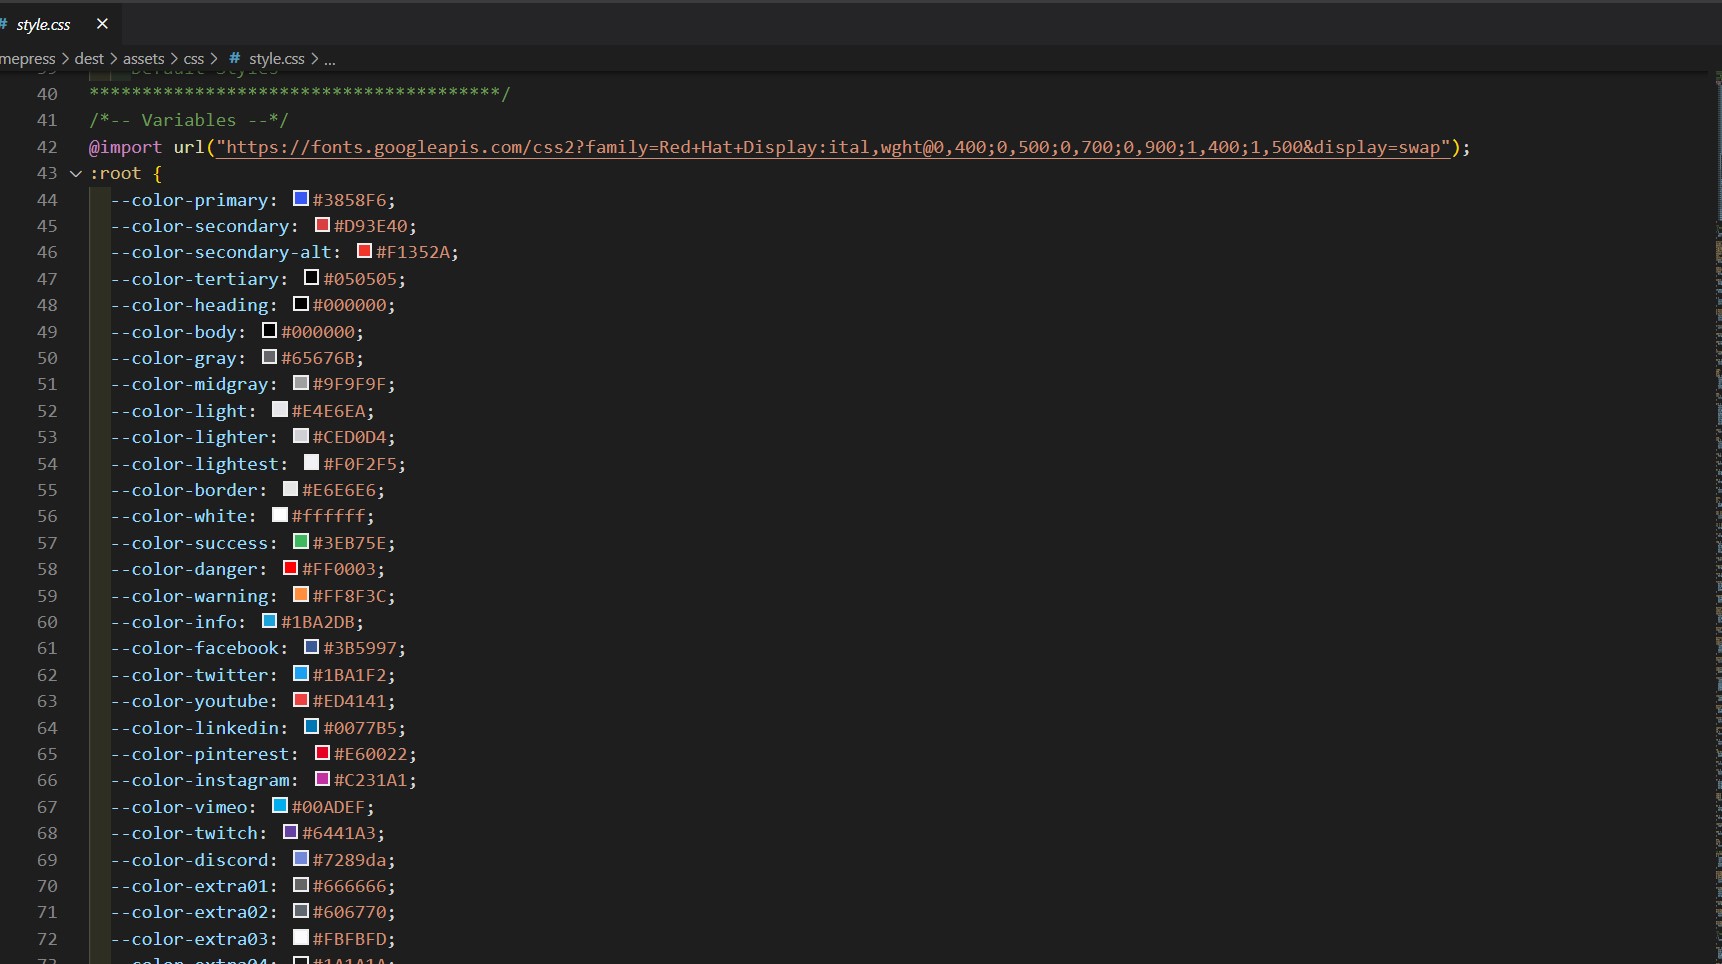 # style.css ×
mepress > dest > assets > css > # style.css > ...
39 Default Styles
40 ***************************************/
41 /*-- Variables --*/
42 @import url("https://fonts.googleapis.com/css2?family=Red+Hat+Display:ital,wght@0,400;0,500;0,700;0,900;1,400;1,500&display=swap");
43 :root {
44 --color-primary: #3858F6;
45 --color-secondary: #D93E40;
46 --color-secondary-alt: #F1352A;
47 --color-tertiary: #050505;
48 --color-heading: #000000;
49 --color-body: #000000;
50 --color-gray: #65676B;
51 --color-midgray: #9F9F9F;
52 --color-light: #E4E6EA;
53 --color-lighter: #CED0D4;
54 --color-lightest: #F0F2F5;
55 --color-border: #E6E6E6;
56 --color-white: #ffffff;
57 --color-success: #3EB75E;
58 --color-danger: #FF0003;
59 --color-warning: #FF8F3C;
60 --color-info: #1BA2DB;
61 --color-facebook: #3B5997;
62 --color-twitter: #1BA1F2;
63 --color-youtube: #ED4141;
64 --color-linkedin: #0077B5;
65 --color-pinterest: #E60022;
66 --color-instagram: #C231A1;
67 --color-vimeo: #00ADEF;
68 --color-twitch: #6441A3;
69 --color-discord: #7289da;
70 --color-extra01: #666666;
71 --color-extra02: #606770;
72 --color-extra03: #FBFBFD;
73 --color-extra04: #1A1A1A;